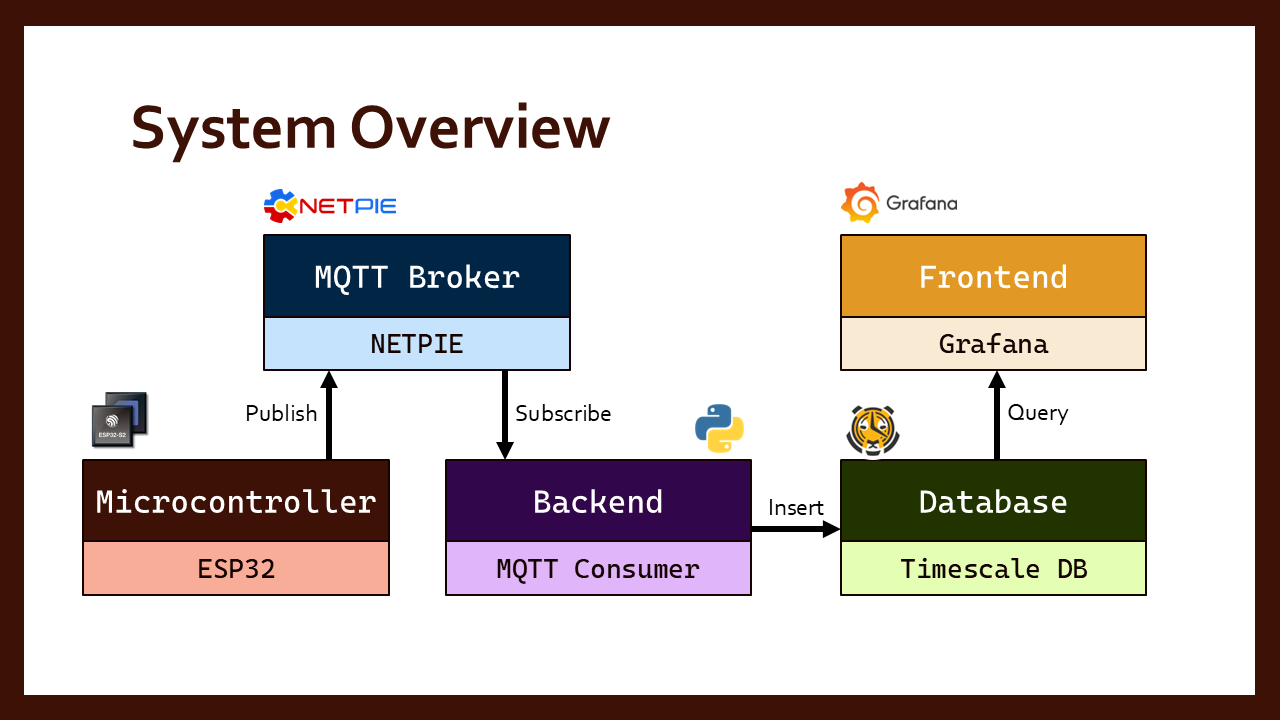 System Overview
NETPIE
Grafana
MQTT Broker
NETPIE
Frontend
Grafana
Publish
Subscribe
Query
ESP32-S2
Microcontroller
ESP32
Backend
MQTT Consumer
Insert
Database
Timescale DB